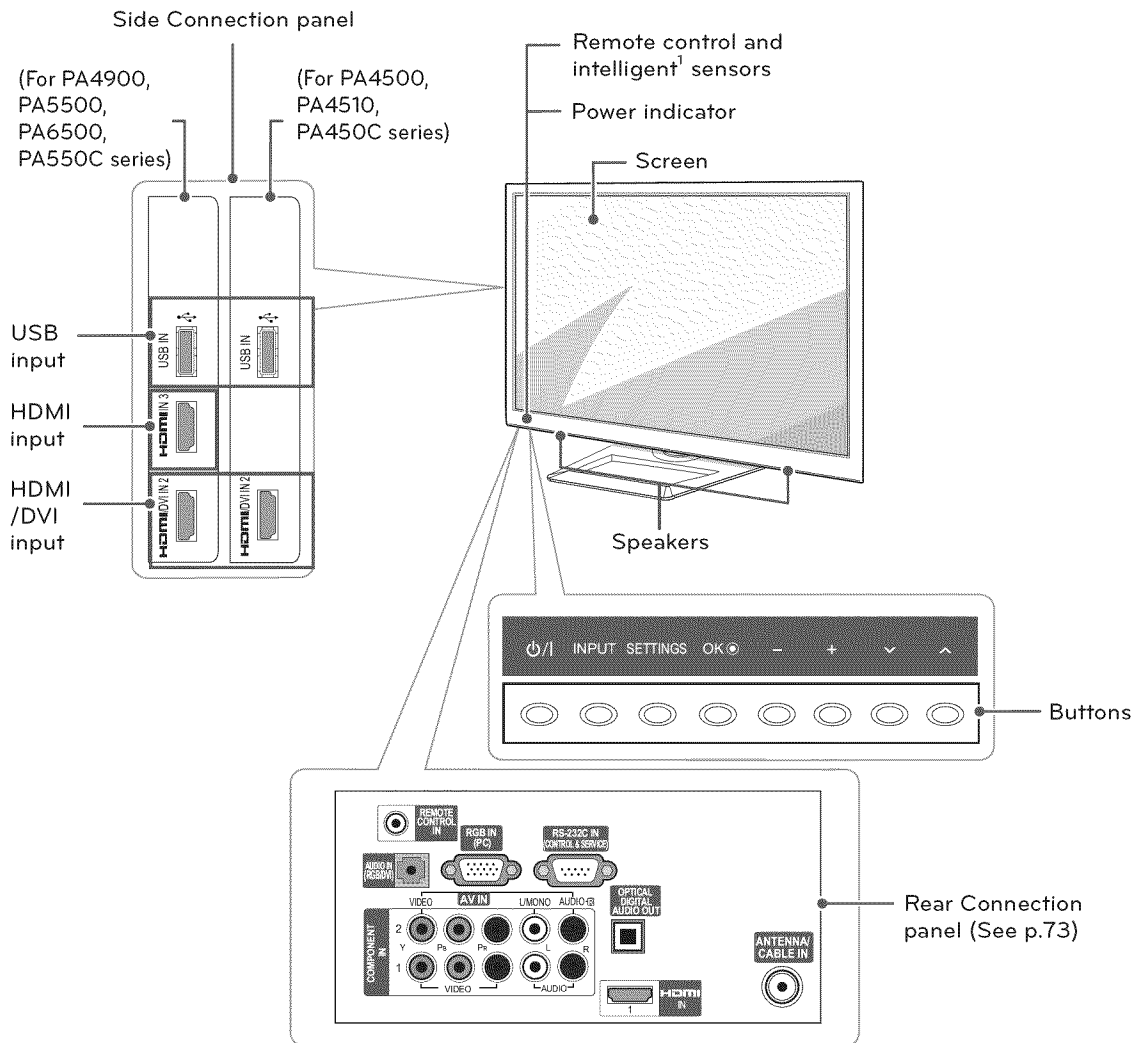 Side Connection panel
(For PA4900,
PA5500,
PA6500,
PA550C series)
(For PA4500,
PA4510,
PA450C series)
Remote control and
intelligent1 sensors
Power indicator
Screen
USB
input
USB IN
USB IN
HDMI
input
HDMI IN 3
HDMI
/DVI
input
HDMI/DVI IN 2
HDMI/DVI IN 2
Speakers
INPUT SETTINGS OK - +
Buttons
REMOTE
CONTROL
IN
RGB IN
(PC)
RS-232C IN
(CONTROL & SERVICE)
AUDIO IN
(RGB/DVI)
VIDEO AV IN L/MONO AUDIO R
OPTICAL
DIGITAL
AUDIO OUT
COMPONENT
IN
2
Y PB PR L R
1
VIDEO AUDIO
ANTENNA/
CABLE IN
HDMI
IN
1
Rear Connection
panel (See p.73)